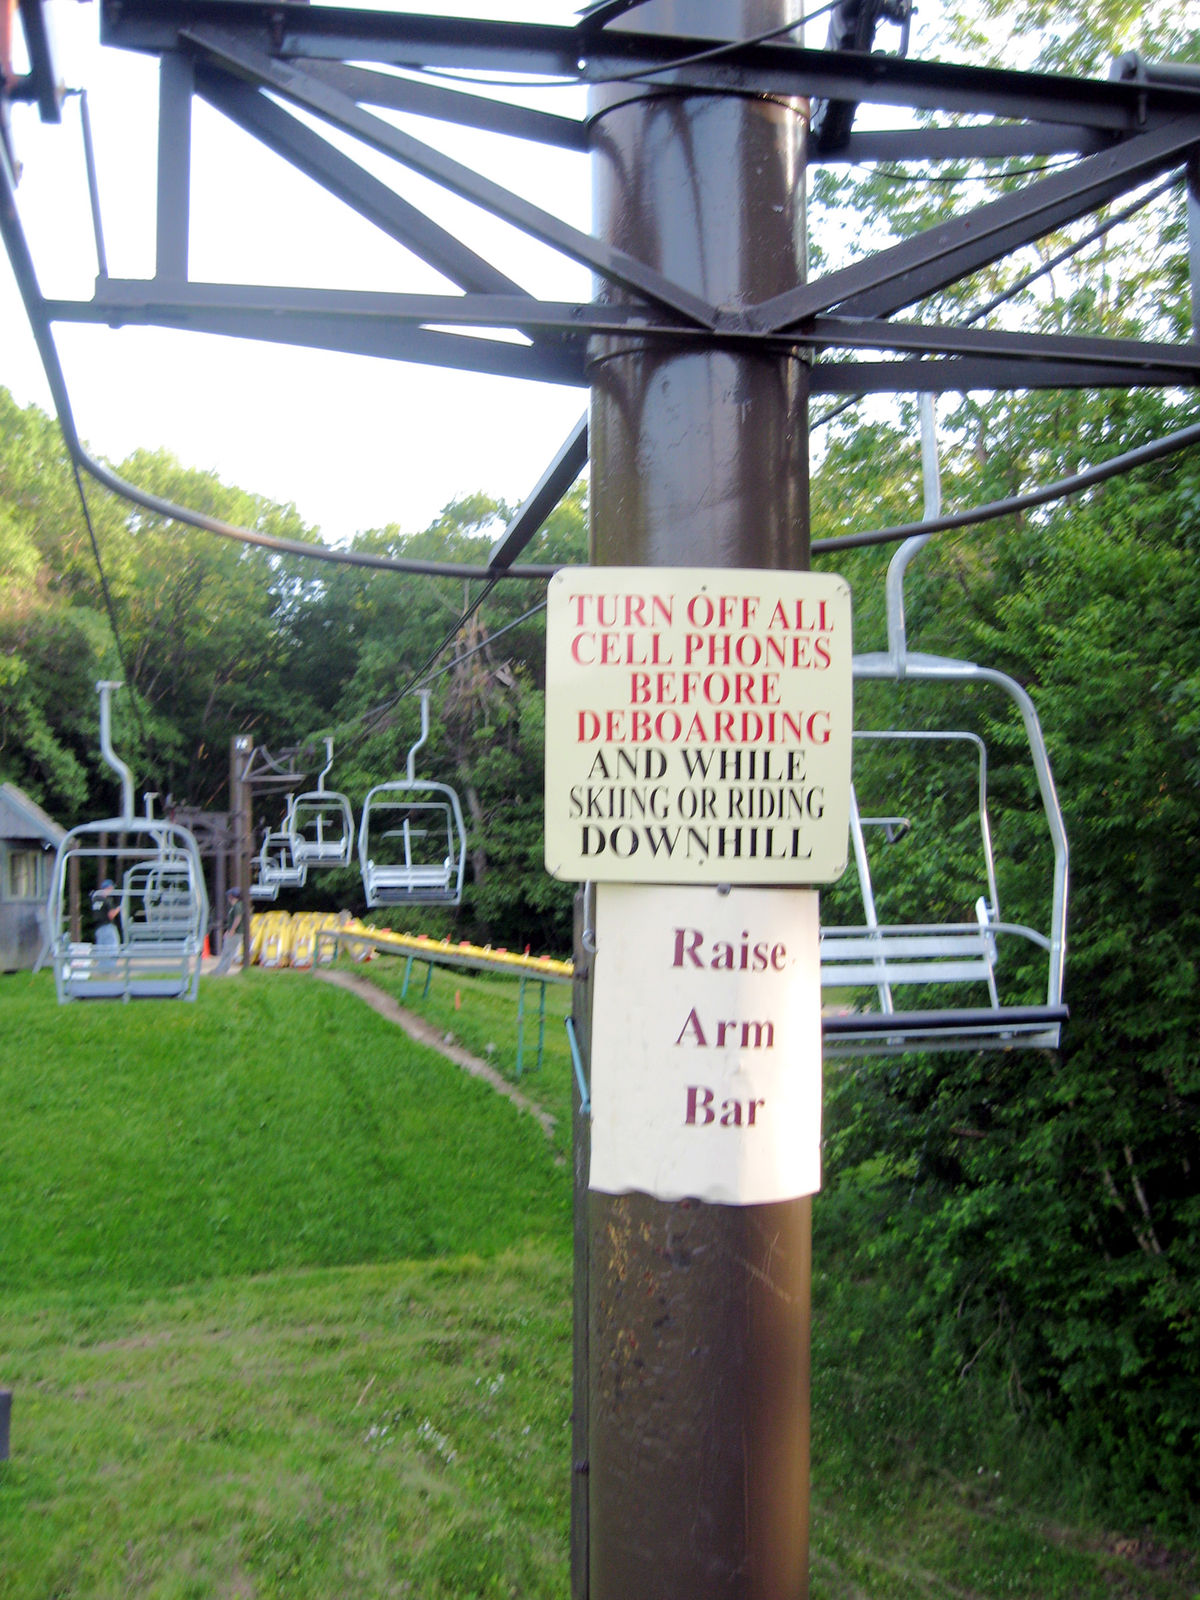 TURN OFF ALL
CELL PHONES
BEFORE
DEBOARDING
AND WHILE
SKIING OR RIDING
DOWNHILL
Raise
Arm
Bar